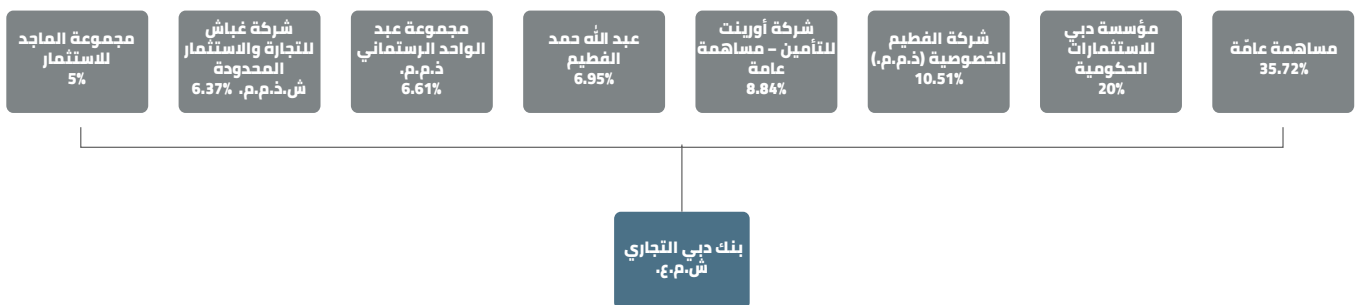 مساهمة عامّة
35.72%
مؤسسة دبي
للاستثمارات
الحكومية
20%
شركة الفطيم
الخصوصية (ذ.م.م.)
10.51%
شركة أورينت
للتأمين – مساهمة
عامة
8.84%
عبد الله حمد
الفطيم
6.95%
مجموعة عبد
الواحد الرستماني
ذ.م.م.
6.61%
شركة غباش
للتجارة والاستثمار
المحدودة
ش.ذ.م.م. 6.37%
مجموعة الماجد
للاستثمار
5%
بنك دبي التجاري
ش.م.ع.